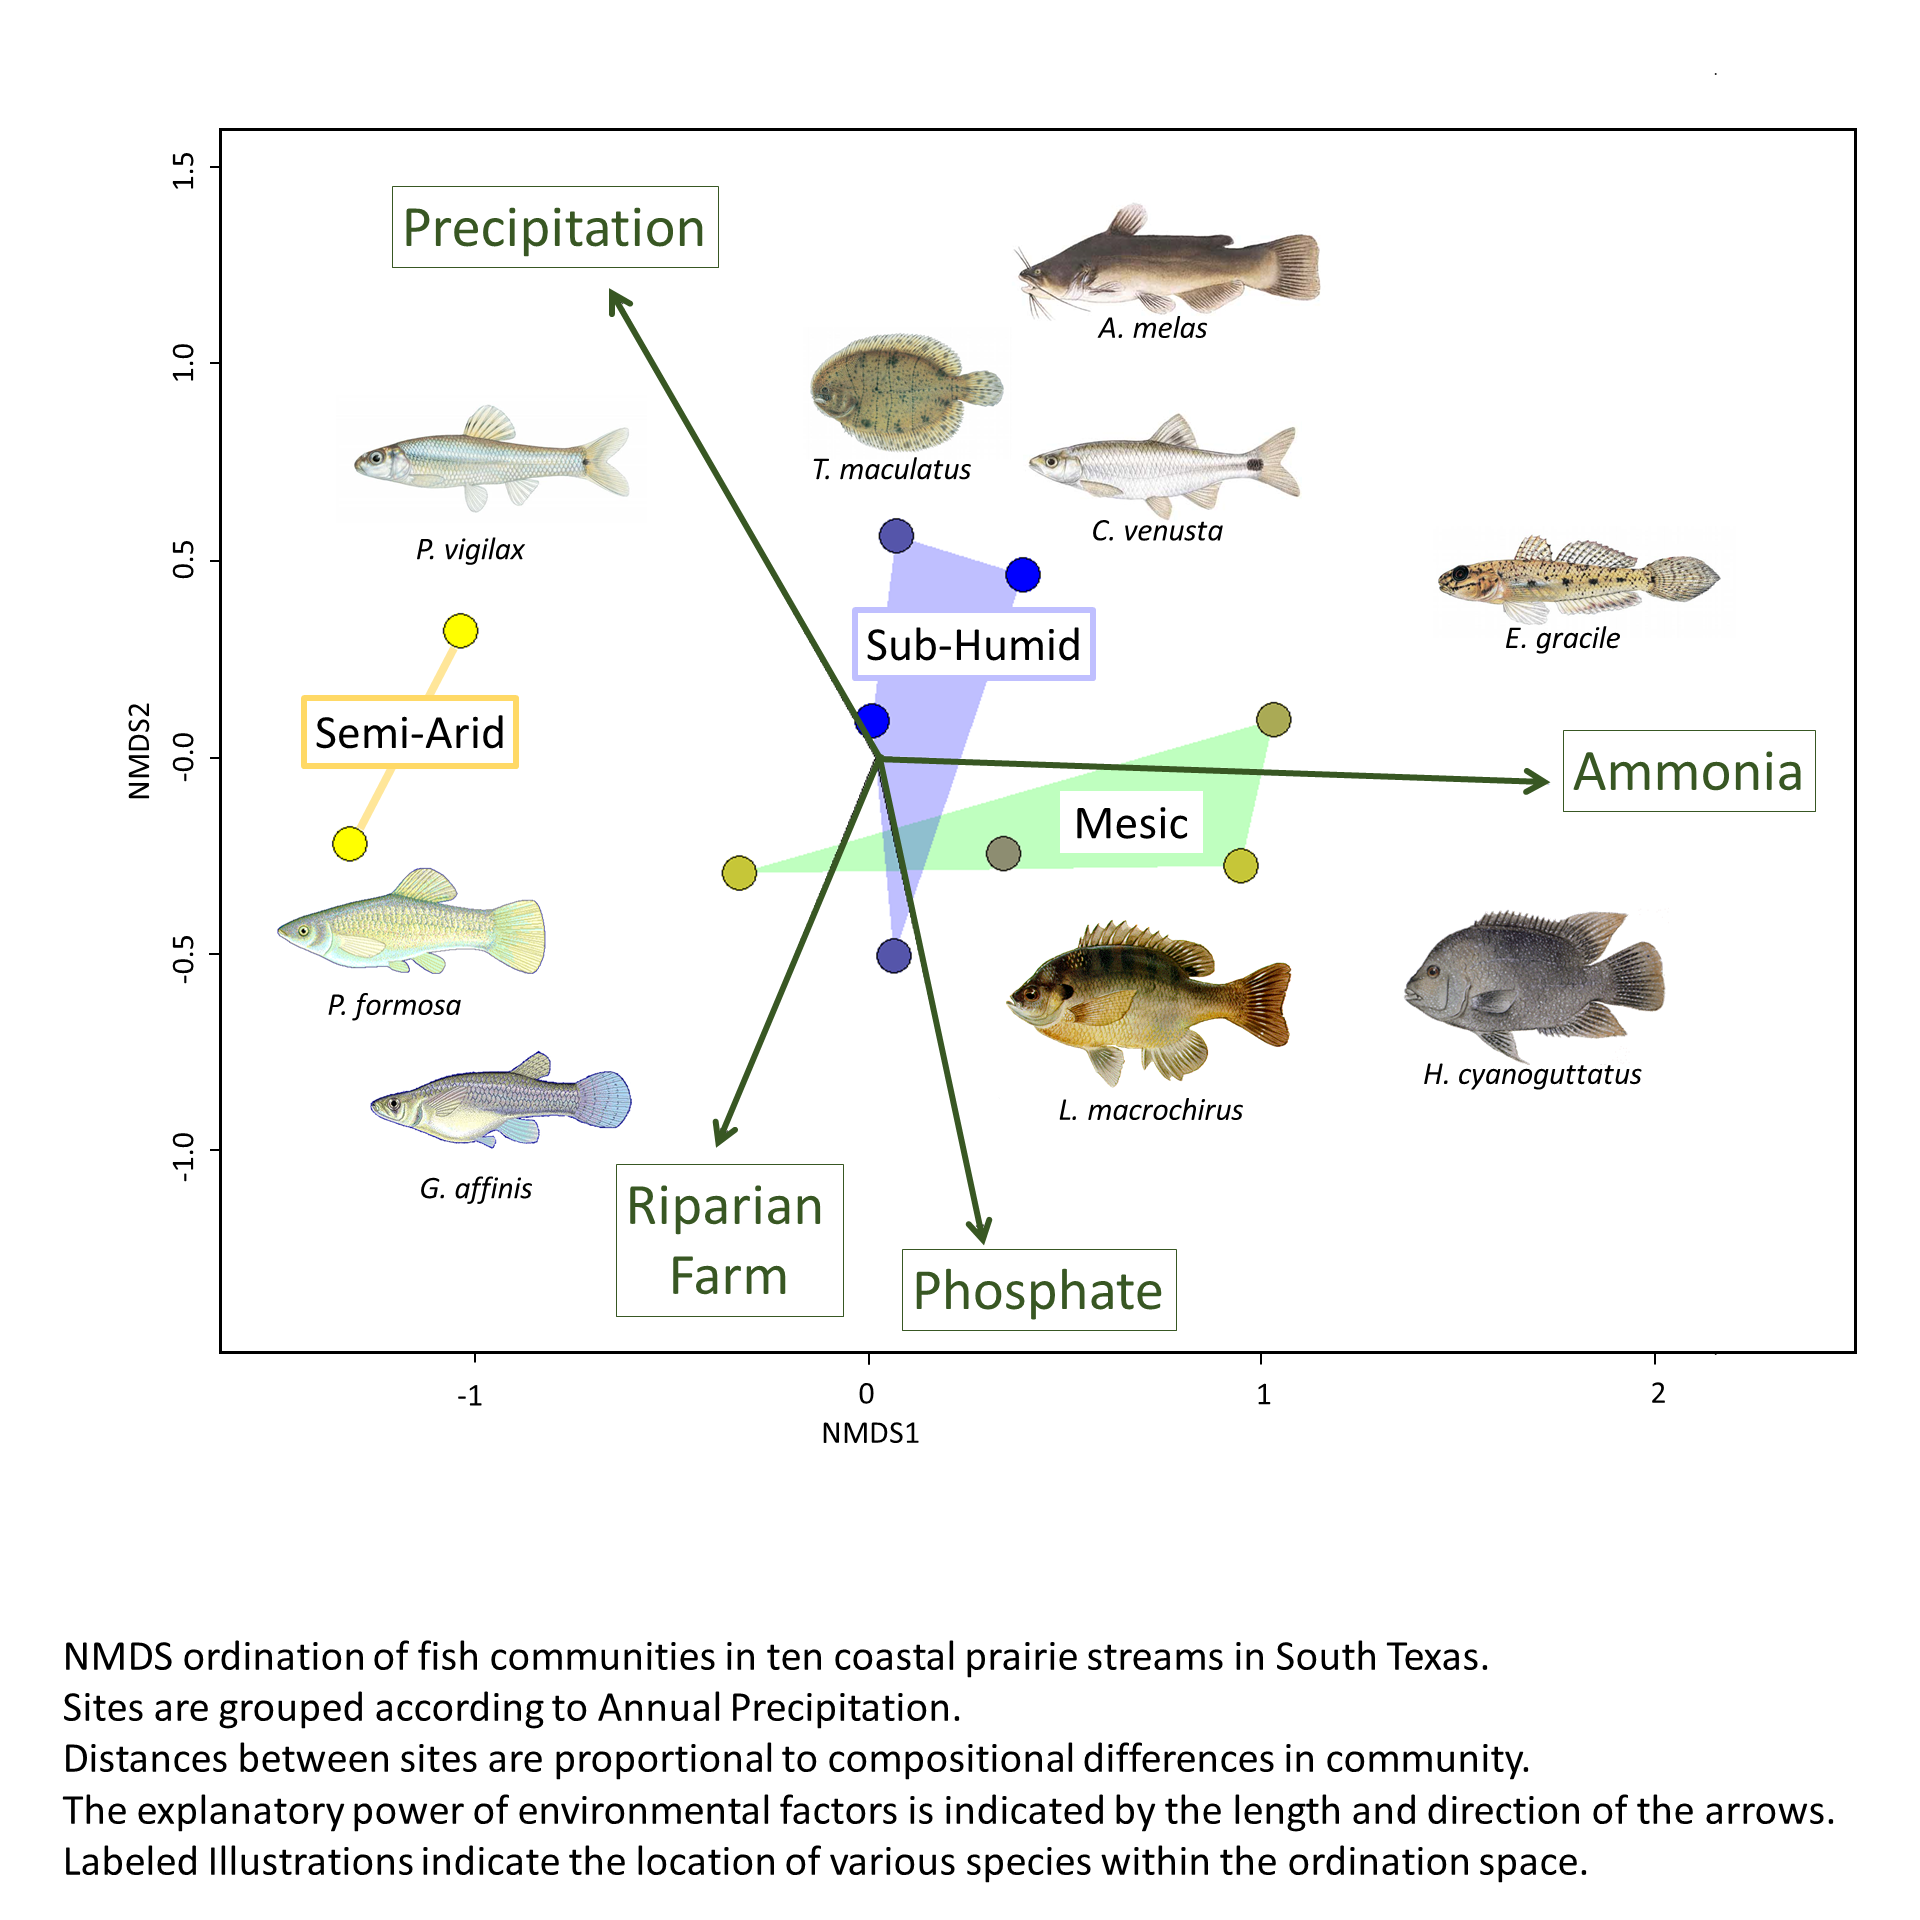 1.5
Precipitation
A. melas
1.0
T. maculatus
C. venusta
P. vigilax
0.5
Sub-Humid
E. gracile
Semi-Arid
NMDS2
-0.0
Ammonia
Mesic
-0.5
P. formosa
H. cyanoguttatus
L. macrochirus
-1.0
G. affinis
Riparian
Farm
Phosphate
-1
0
1
2
NMDS1
NMDS ordination of fish communities in ten coastal prairie streams in South Texas.
Sites are grouped according to Annual Precipitation.
Distances between sites are proportional to compositional differences in community.
The explanatory power of environmental factors is indicated by the length and direction of the arrows.
Labeled Illustrations indicate the location of various species within the ordination space.